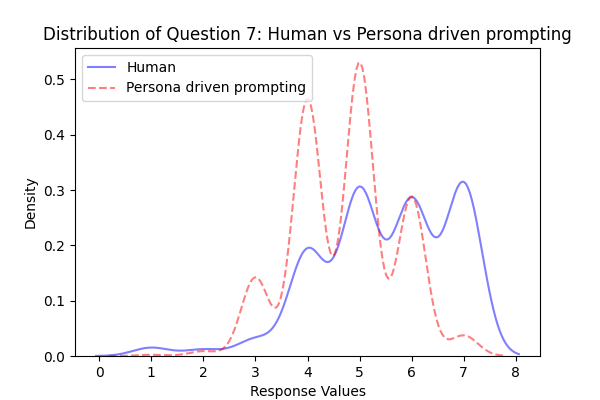 Distribution of Question 7: Human vs Persona driven prompting
Human
Persona driven prompting
Density
0.5
0.4
0.3
0.2
0.1
0.0
0 1 2 3 4 5 6 7 8
Response Values